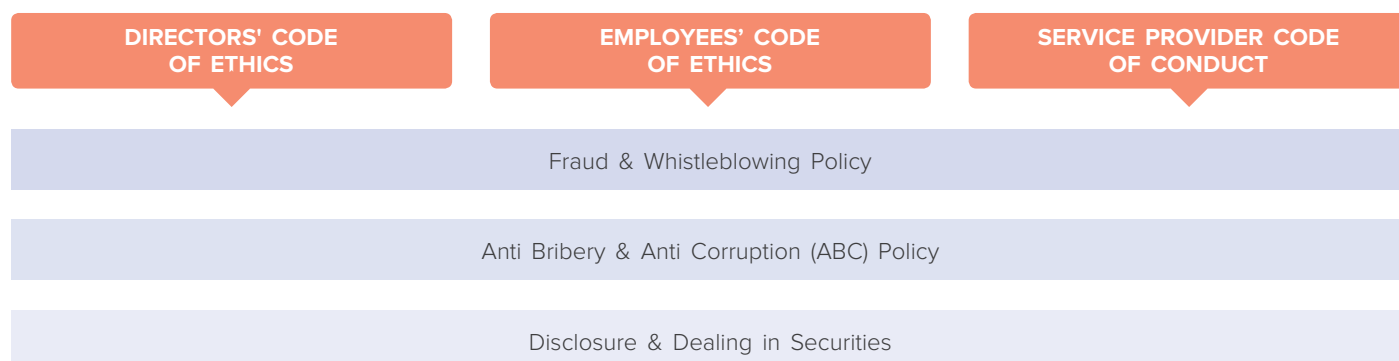 DIRECTORS' CODE
OF ETHICS
EMPLOYEES’ CODE
OF ETHICS
SERVICE PROVIDER CODE
OF CONDUCT
Fraud & Whistleblowing Policy
Anti Bribery & Anti Corruption (ABC) Policy
Disclosure & Dealing in Securities